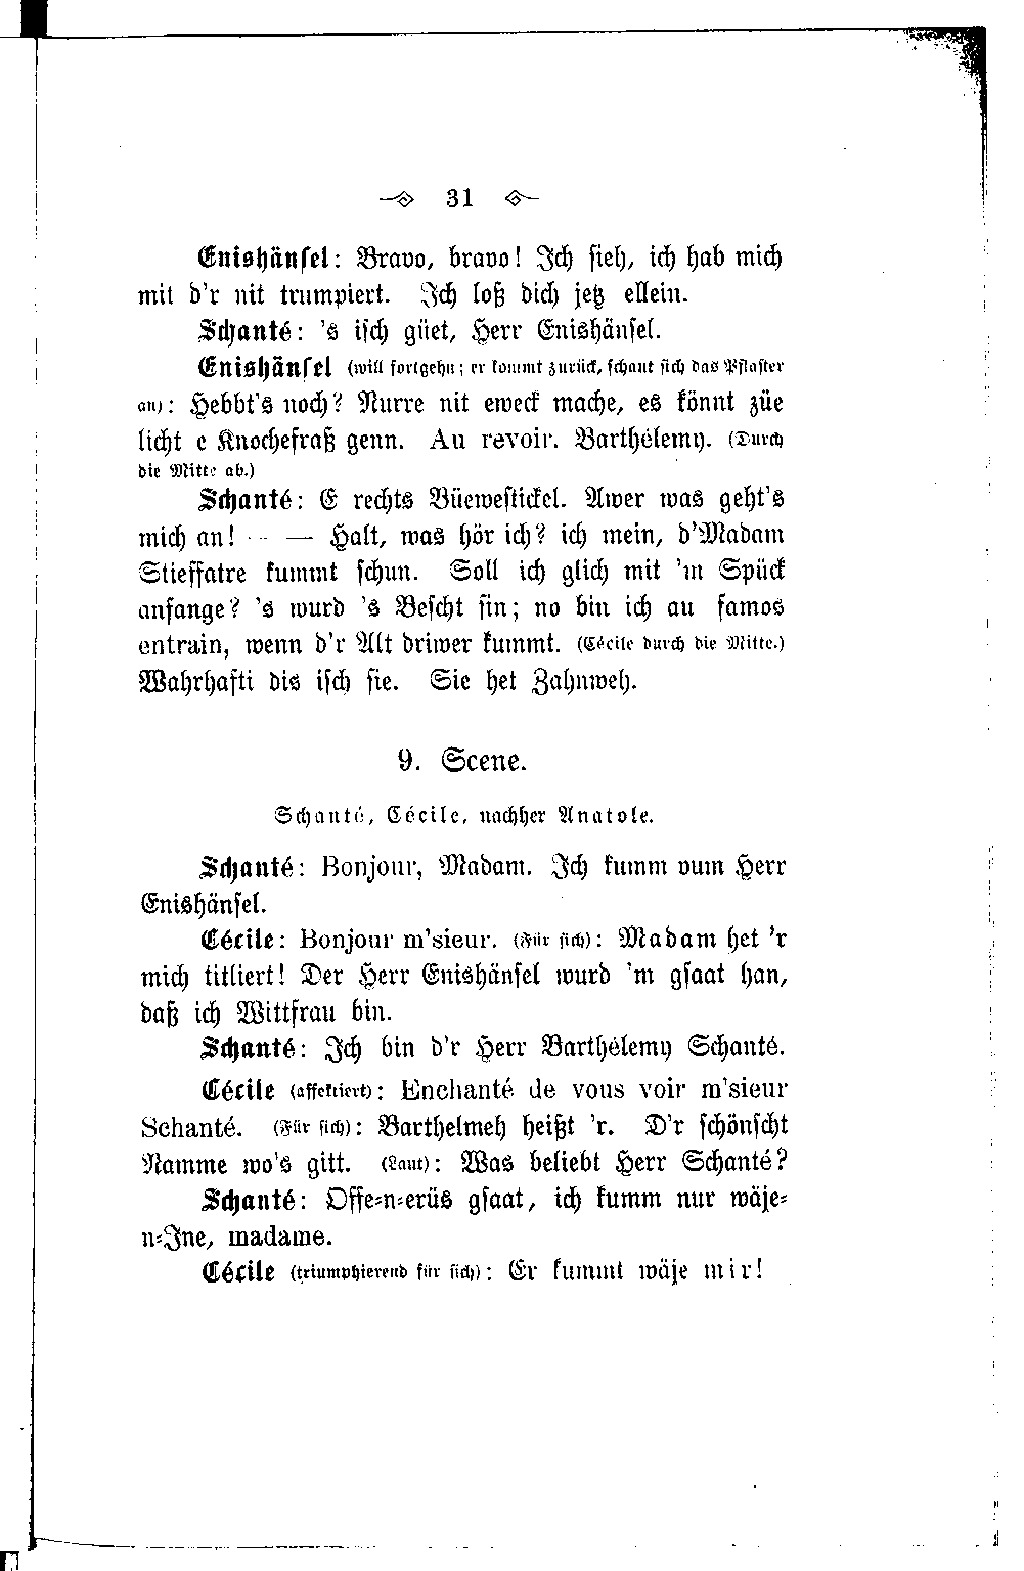 31
Enishänsel: Bravo, bravo! Ich sieh, ich hab mich
mit d'r nit trumpiert. Ich loß dich jetz ellein.
Schanté: 's isch güet, Herr Enishänsel.
Enishänsel (will fortgehn; er kommt zurück, schaut sich das Pflaster
an): Hebbt's noch? Nurre nit eweck mache, es könnt züe
licht e Knochefraß genn. Au revoir. Barthélemy. (Durch
die Mitte ab.)
Schanté: E rechts Büewestickel. Awer was geht's
mich an! — — Halt, was hör ich? ich mein, d'Madam
Stieffatre kummt schun. Soll ich glich mit 'm Spück
anfange? 's wurd 's Bescht sin; no bin ich au famos
entrain, wenn d'r Alt driwer kummt. (Cécile durch die Mitte.)
Wahrhafti dis isch sie. Sie het Zahnweh.
9. Scene.
Schanté, Cécile, nachher Anatole.
Schanté: Bonjour, Madam. Ich kumm vum Herr
Enishänsel.
Cécile: Bonjour m'sieur. (Für sich): Madam het 'r
mich titliert! Der Herr Enishänsel wurd 'm gsaat han,
daß ich Wittfrau bin.
Schanté: Ich bin d'r Herr Barthélemy Schanté.
Cécile (affektiert): Enchanté de vous voir m'sieur
Schanté. (Für sich): Barthelmeh heißt 'r. D'r schönscht
Namme wo's gitt. (Laut): Was beliebt Herr Schanté?
Schanté: Offe-n-erüs gsaat, ich kumm nur wäje-
n-Ine, madame.
Cécile (triumphierend für sich): Er kummt wäje mir!